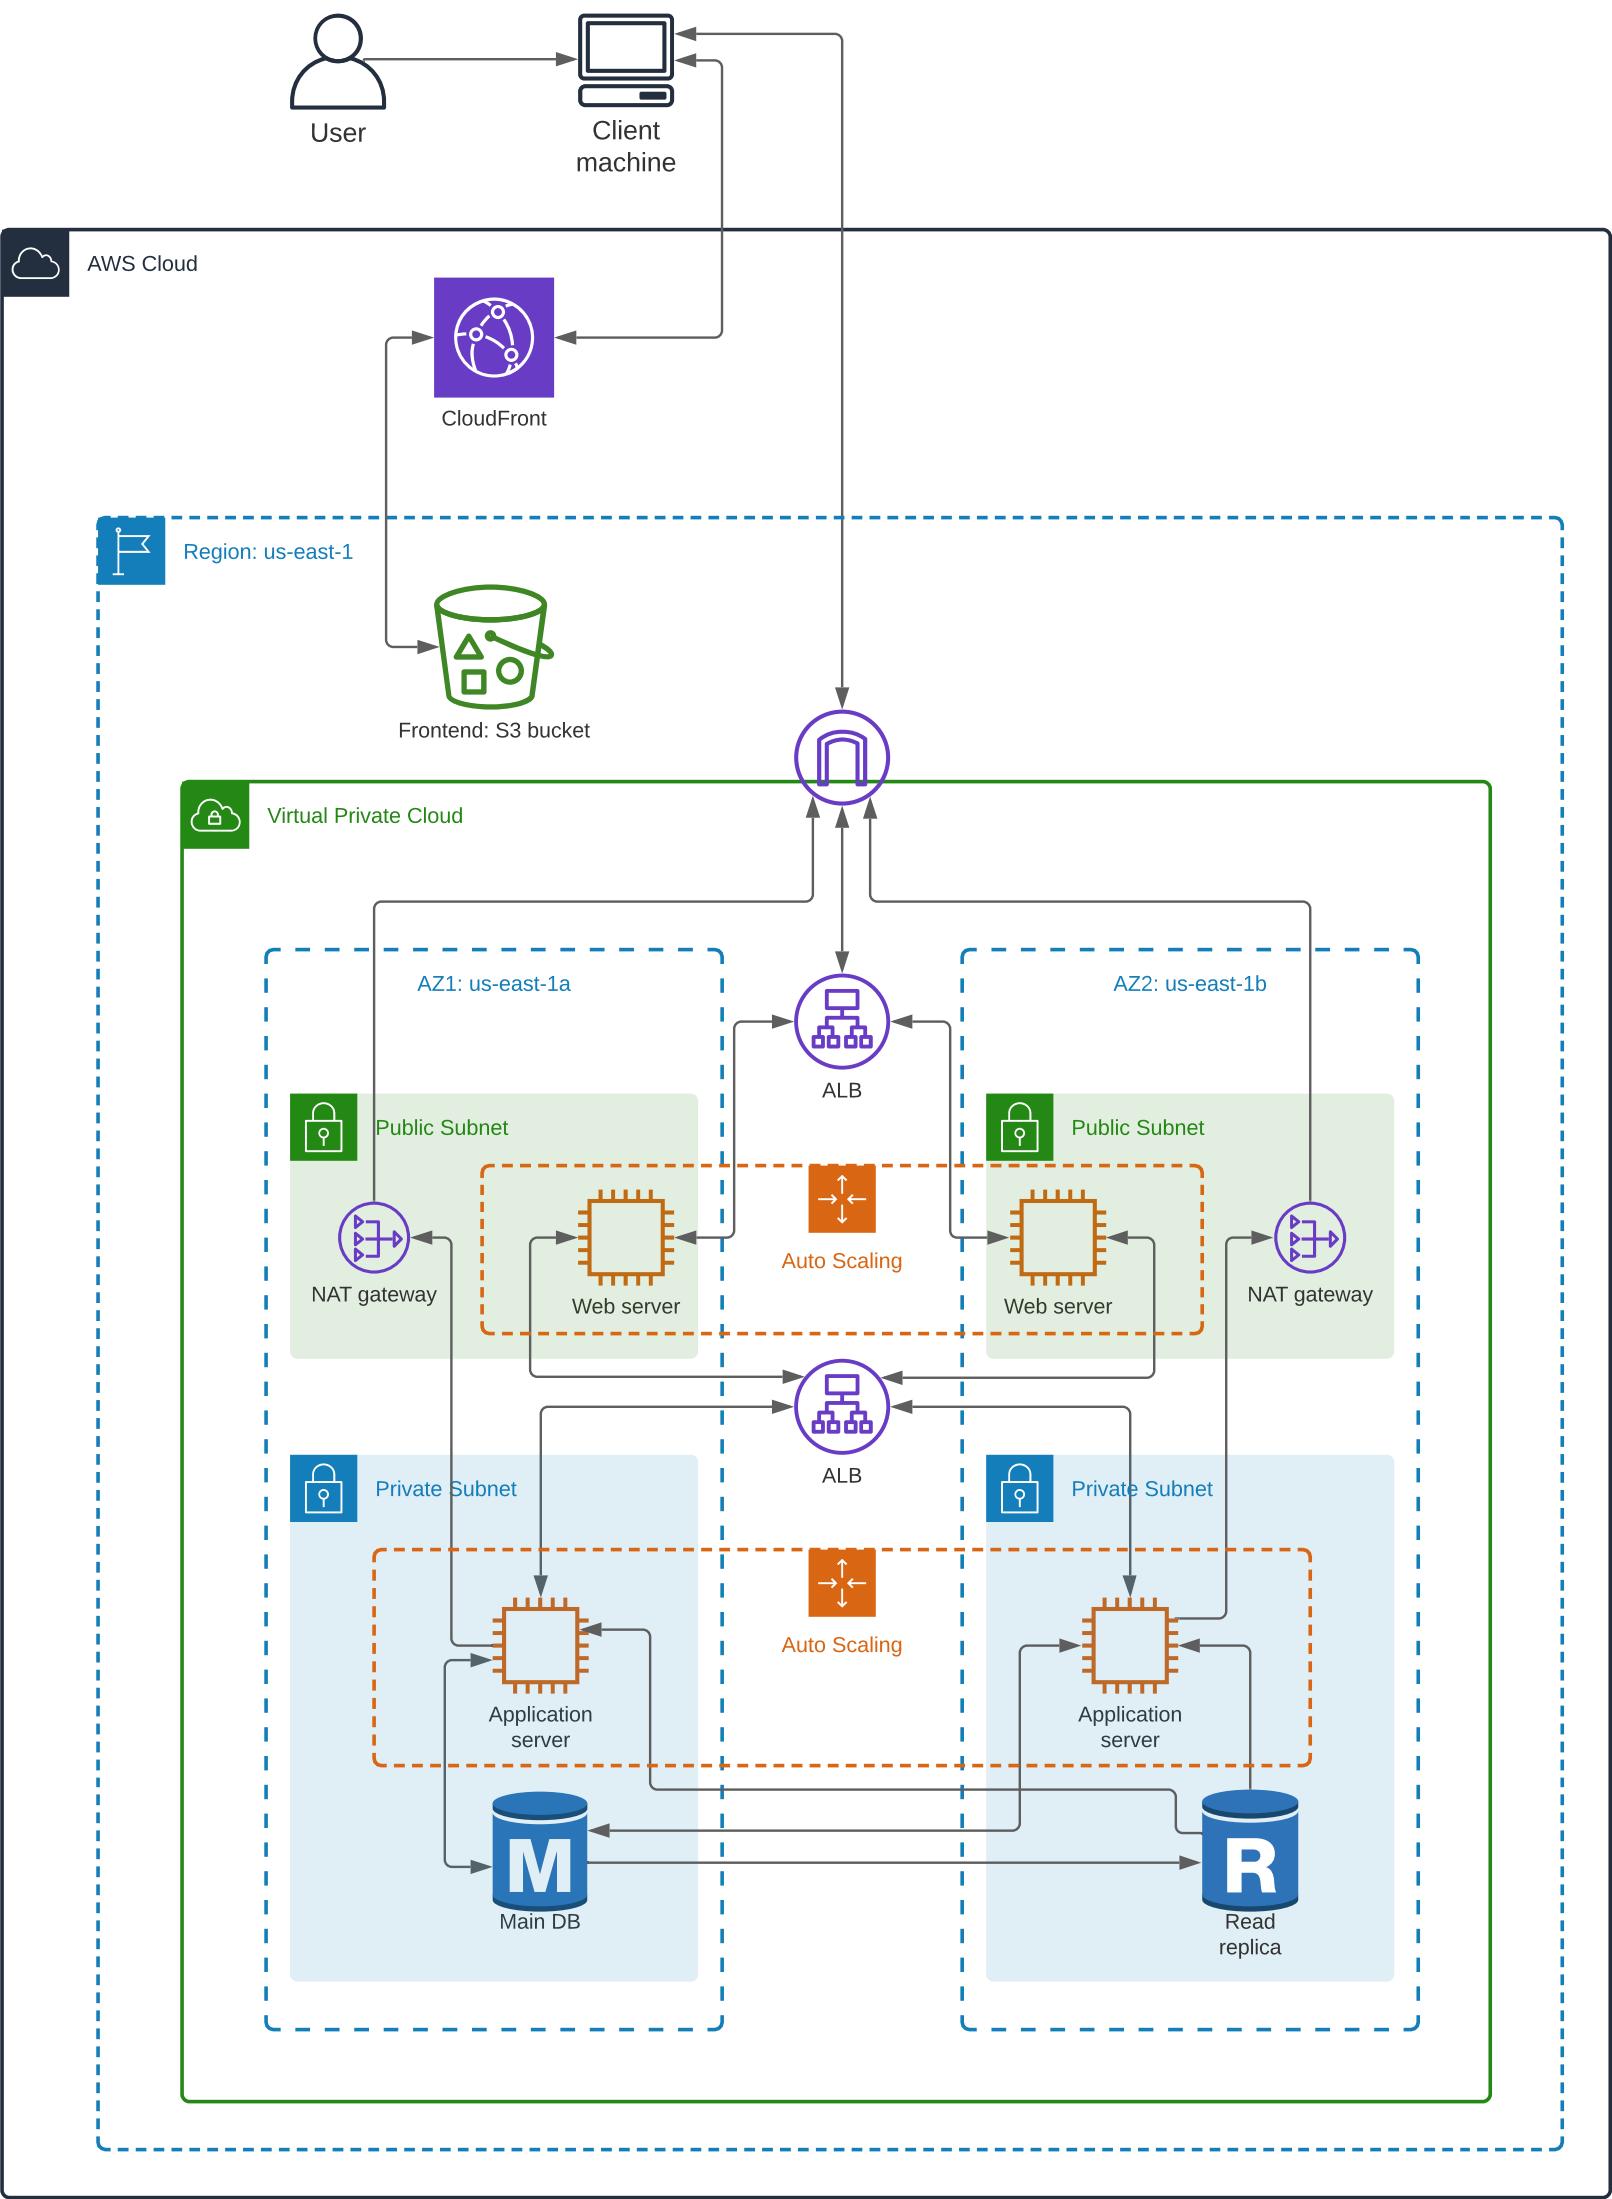 User
Client
machine
AWS Cloud
CloudFront
Region: us-east-1
Frontend: S3 bucket
Virtual Private Cloud
AZ1: us-east-1a
AZ2: us-east-1b
ALB
Public Subnet
Public Subnet
Auto Scaling
NAT gateway
Web server
Web server
NAT gateway
ALB
Private Subnet
Private Subnet
Auto Scaling
Application
server
Application
server
M
Main DB
R
Read
replica